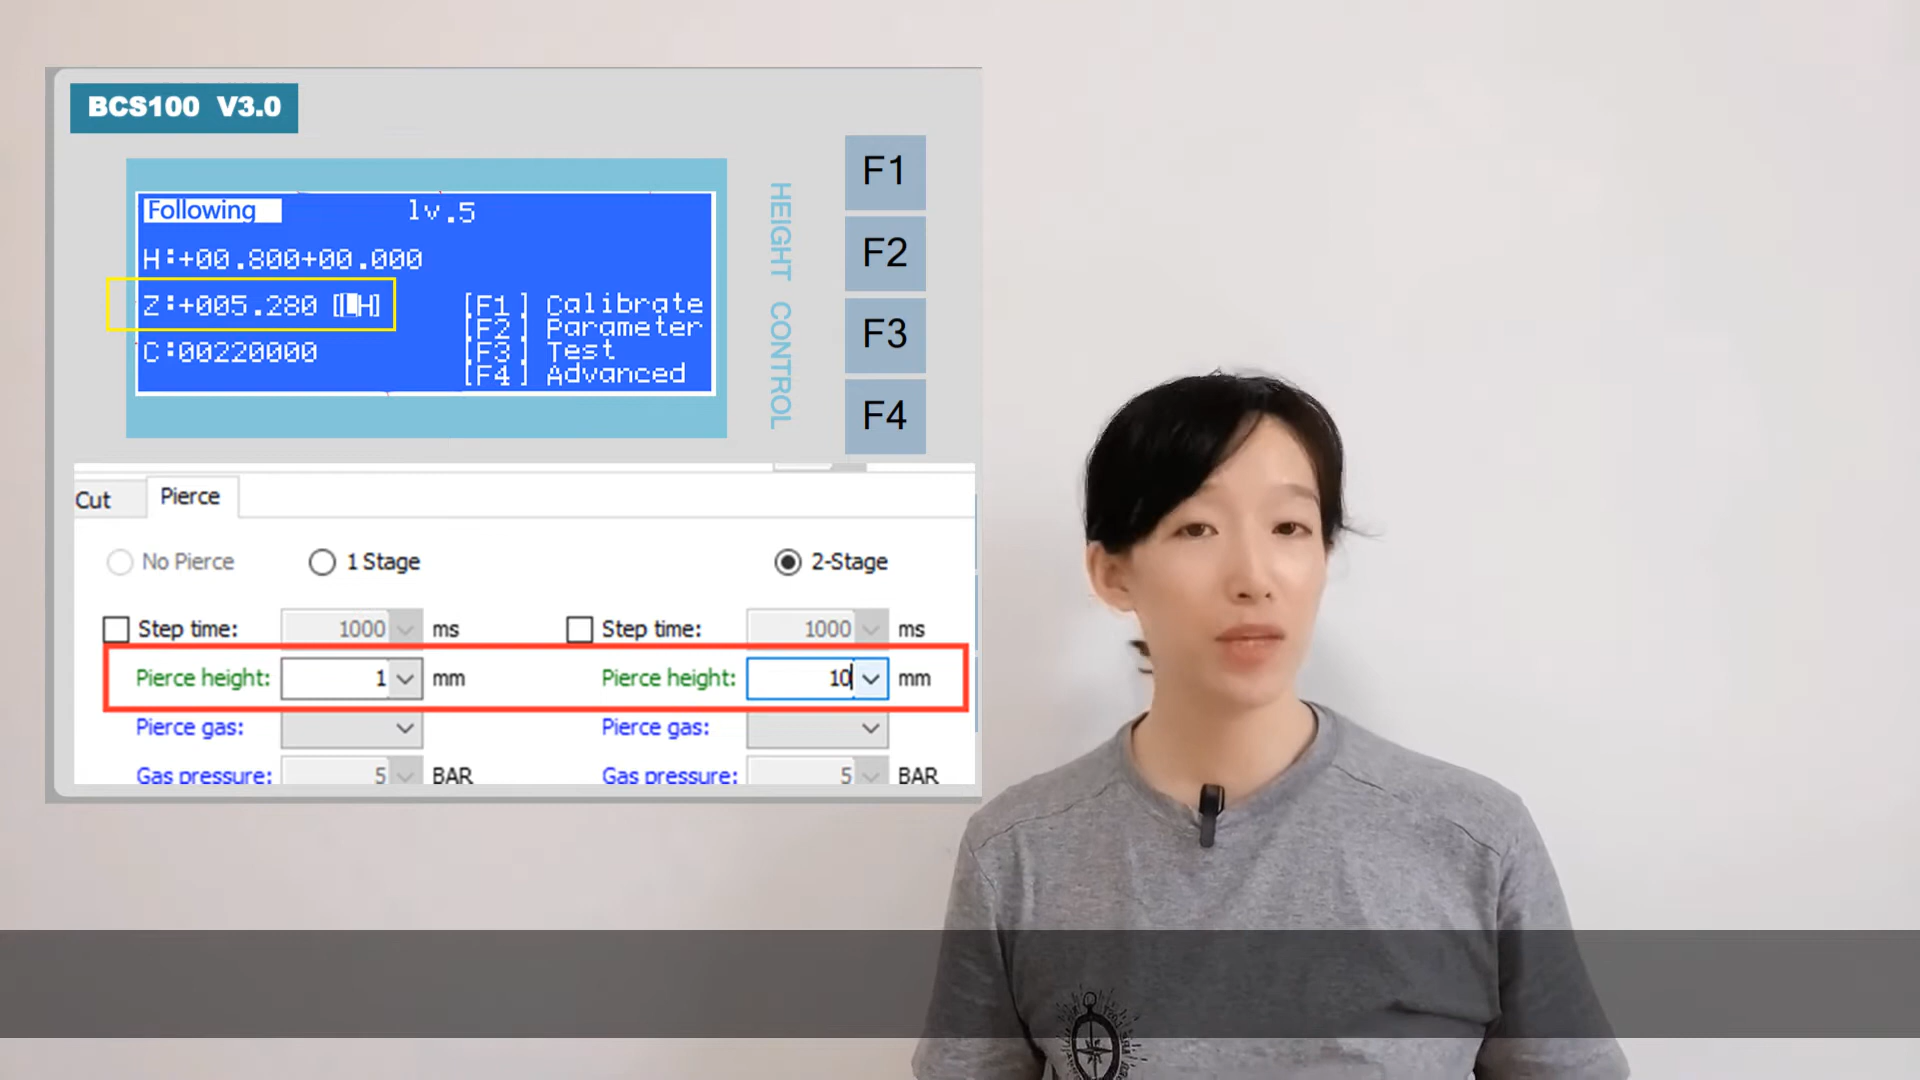 BCS100 V3.0
Following lv.5
H:+00.800+00.000
Z:+005.280 [LH]
C:00220000
[F1] Calibrate
[F2] Parameter
[F3] Test
[F4] Advanced
HEIGHT CONTROL
F1
F2
F3
F4
Cut Pierce
No Pierce 1 Stage 2-Stage
Step time: 1000 ms Step time: 1000 ms
Pierce height: 1 mm Pierce height: 10 mm
Pierce gas: Pierce gas:
Gas pressure: 5 BAR Gas pressure: 5 BAR